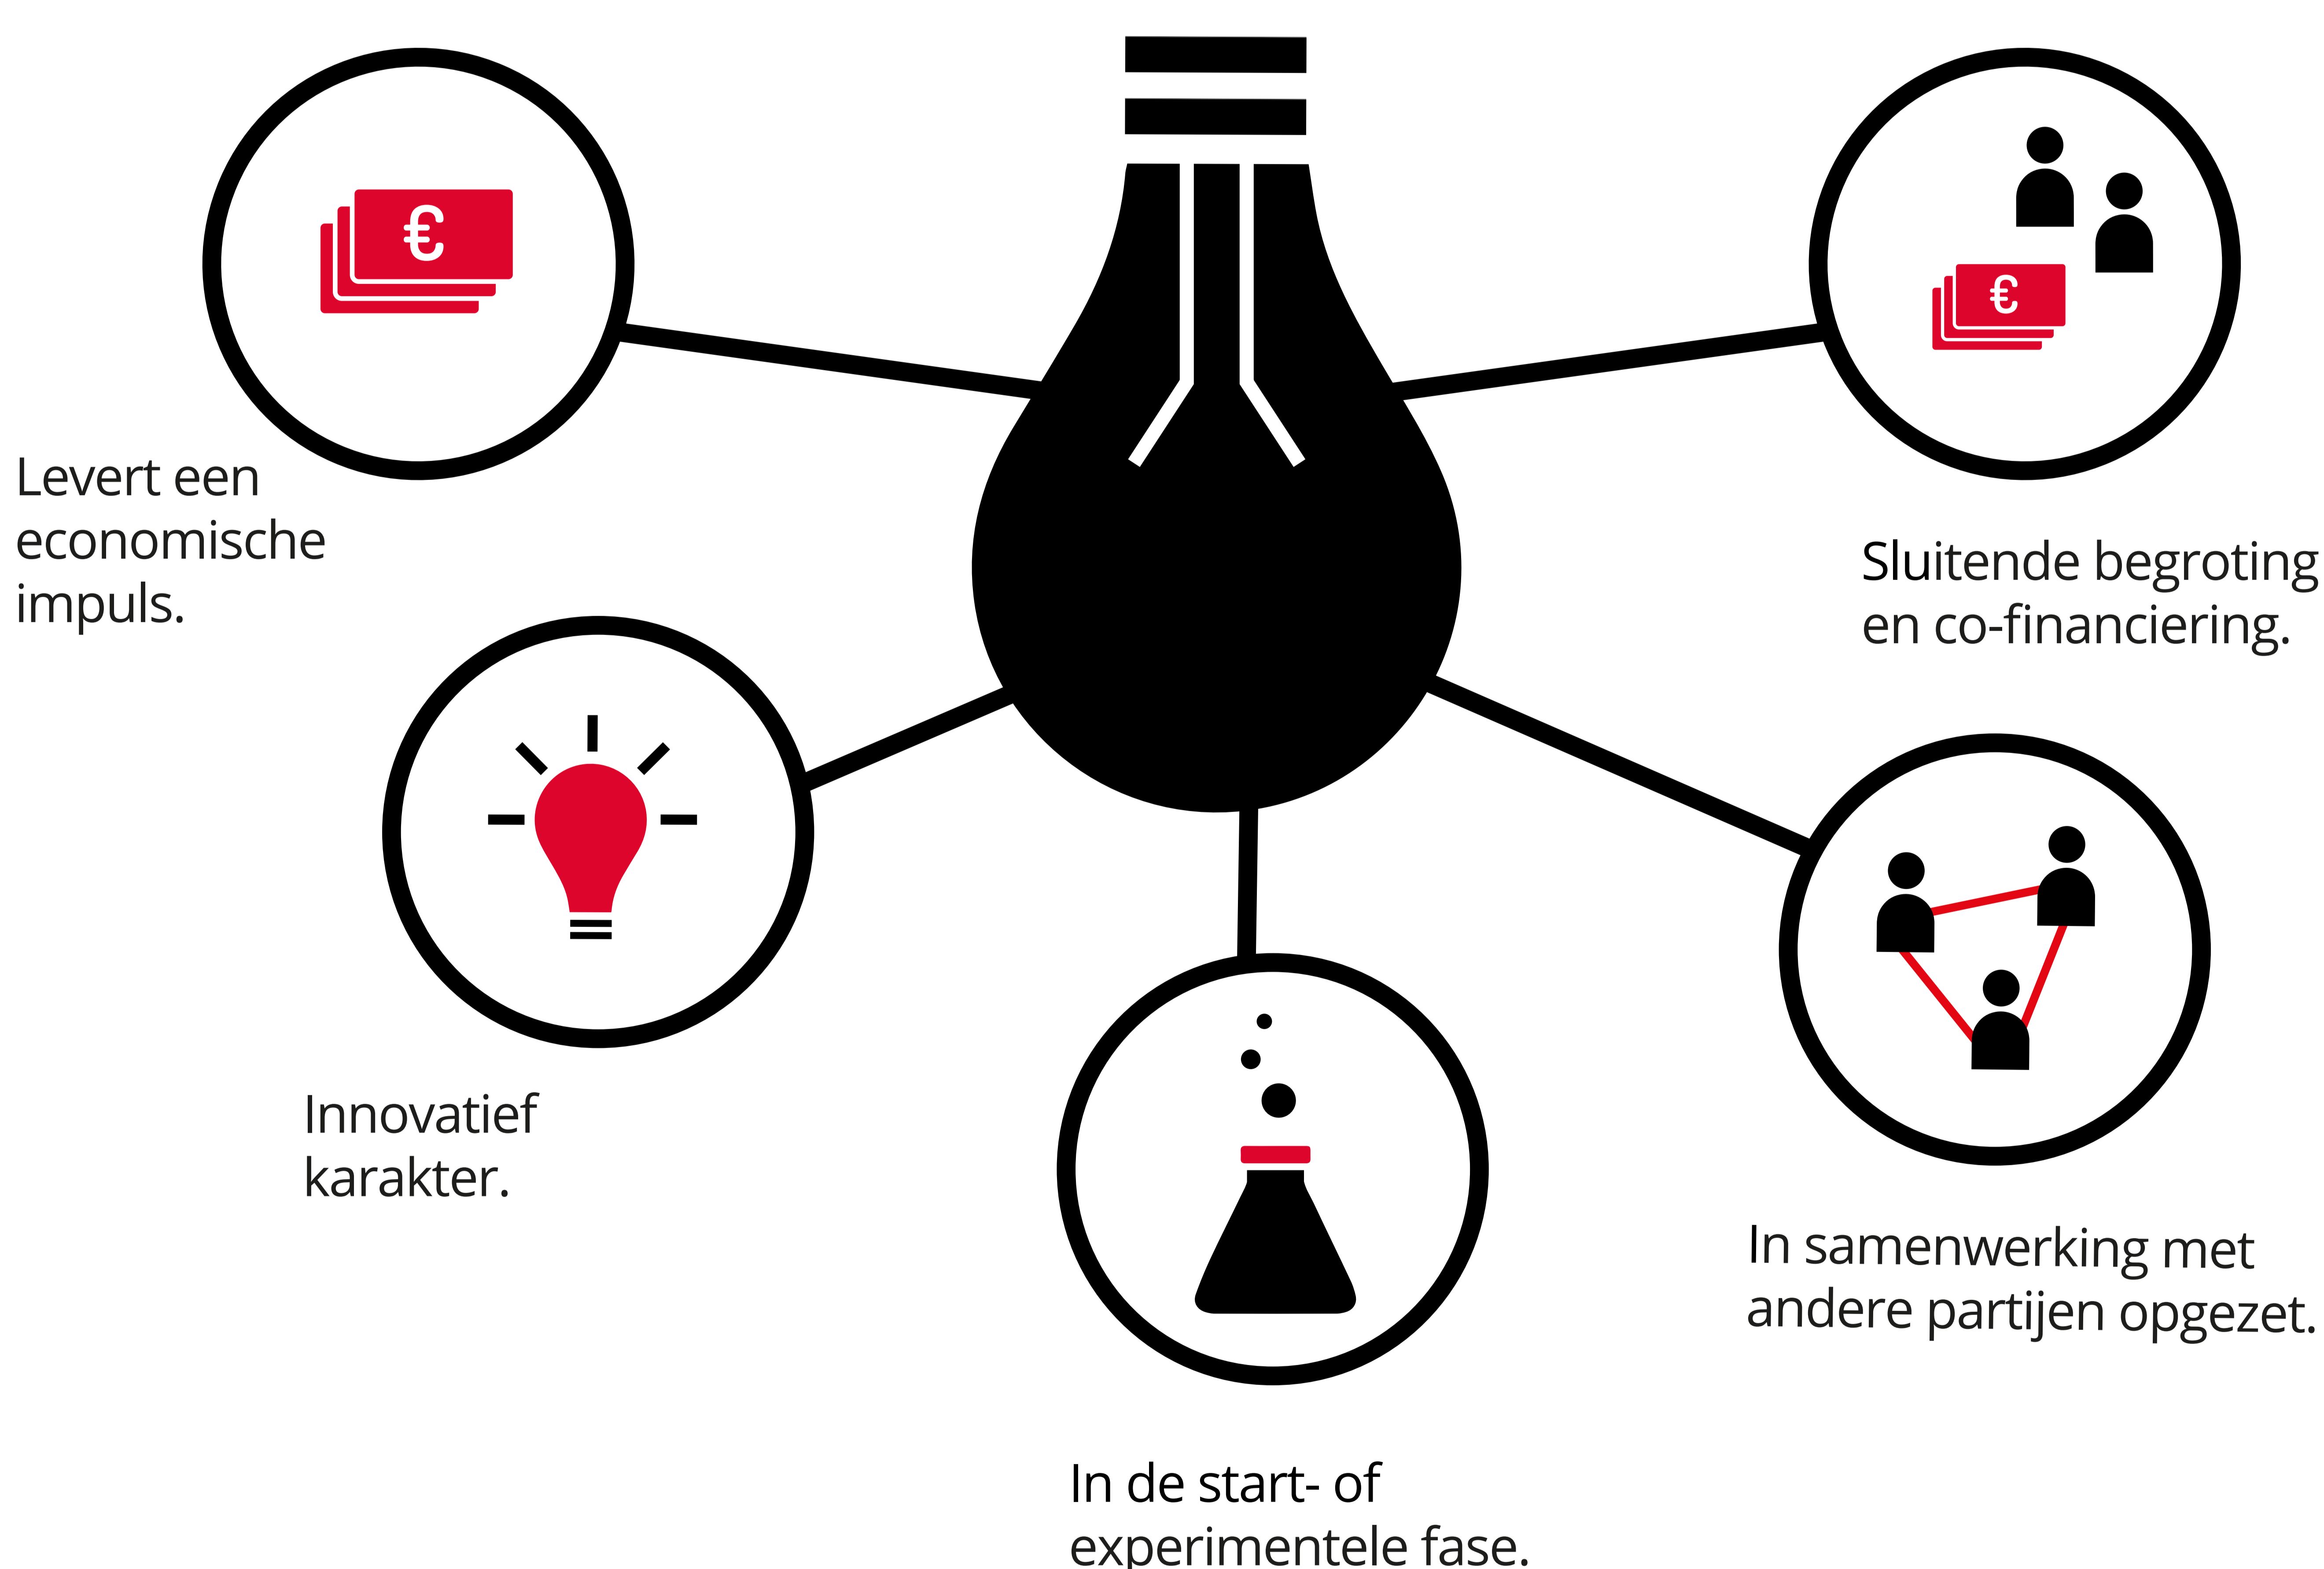 €
€
Levert een
economische
impuls.
Sluitende begroting
en co-financiering.
Innovatief
karakter.
In samenwerking met
andere partijen opgezet.
In de start- of
experimentele fase.